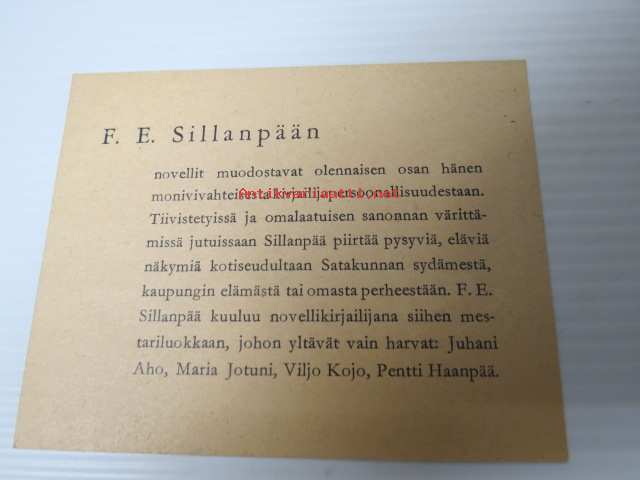 F. E. Sillanpään
novellit muodostavat olennaisen osan hänen
monivivahteisesta kirjailijapersoonallisuudestaan.
Tiivistetyissä ja omalaatuisen sanonnan värittä-
missä jutuissaan Sillanpää piirtää pysyviä, eläviä
näkymiä kotiseudultaan Satakunnan sydämestä,
kaupungin elämästä tai omasta perheestään. F. E.
Sillanpää kuuluu novellikirjailijana siihen mes-
tariluokkaan, johon yltävät vain harvat: Juhani
Aho, Maria Jotuni, Viljo Kojo, Pentti Haanpää.